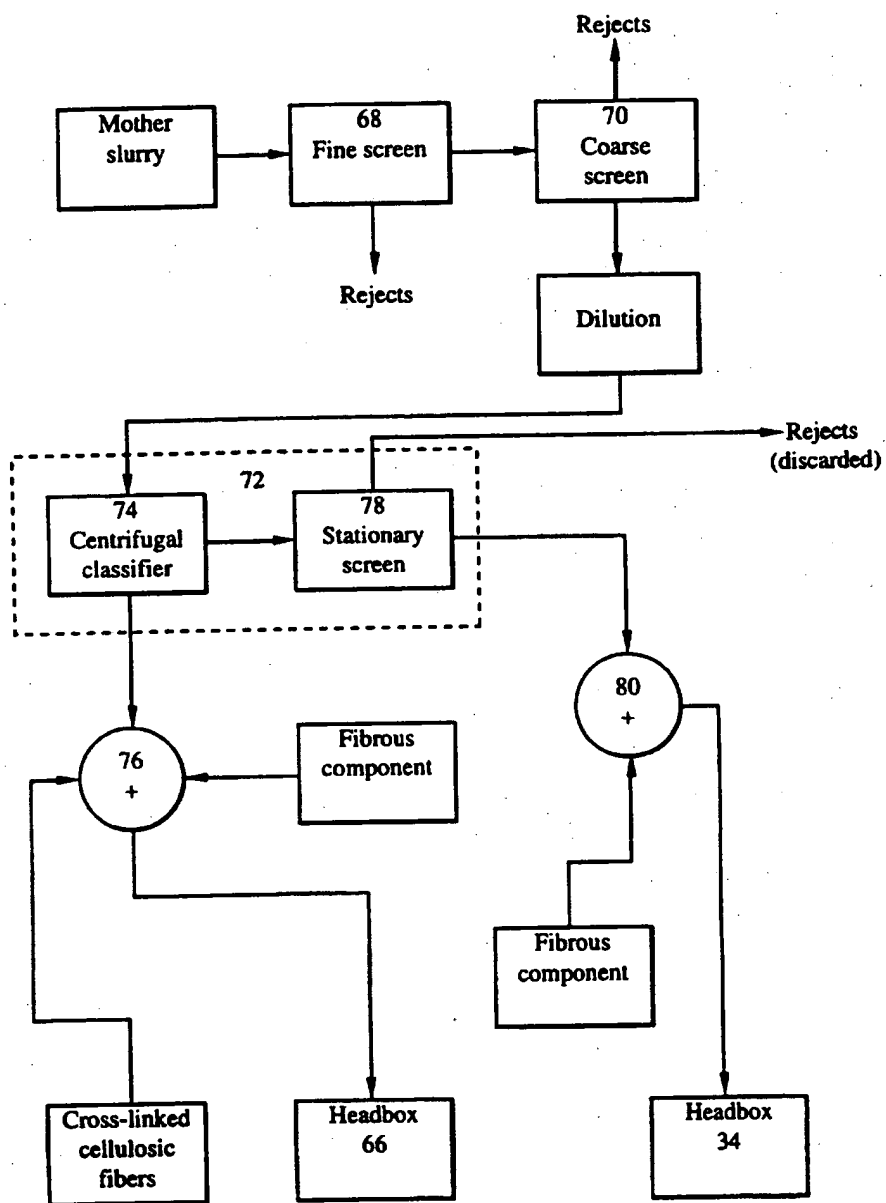 Rejects
Mother
slurry
68
Fine screen
70
Coarse
screen
Rejects
Dilution
Rejects
(discarded)
72
74
Centrifugal
classifier
78
Stationary
screen
80
+
76
+
Fibrous
component
Fibrous
component
Cross-linked
cellulosic
fibers
Headbox
66
Headbox
34